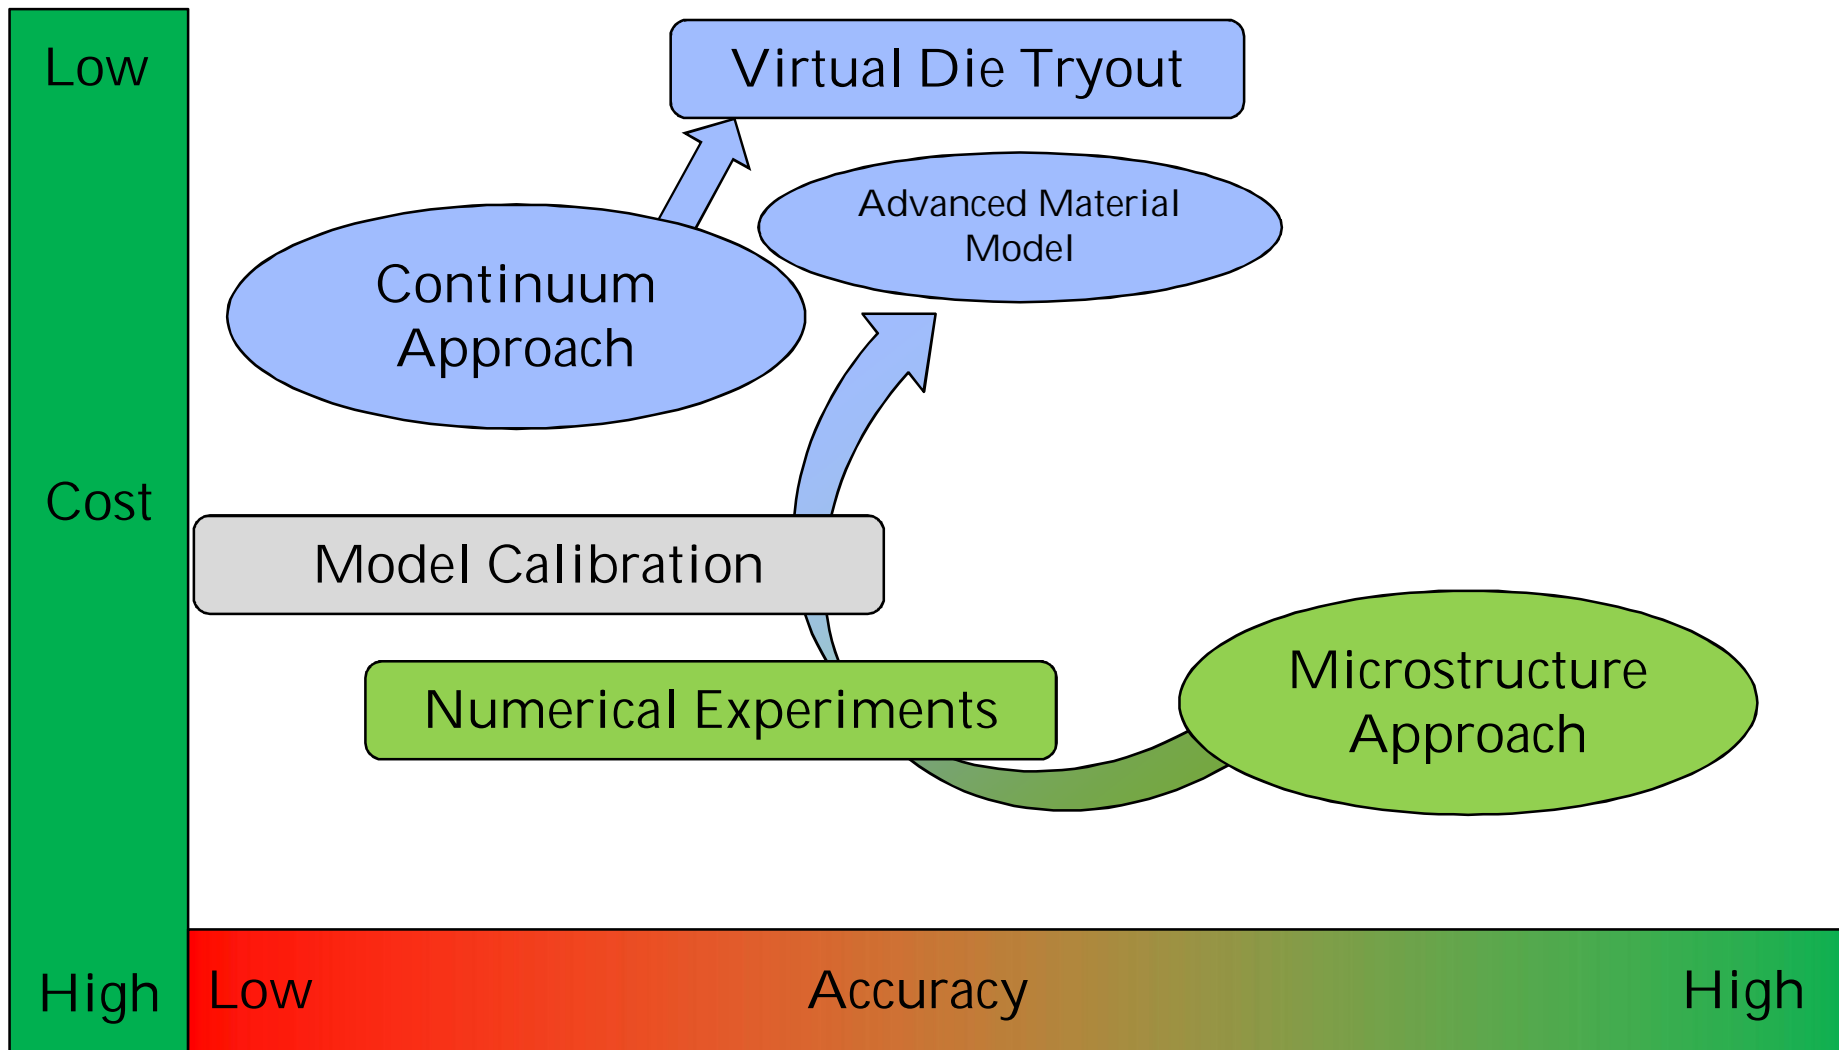 Low
Virtual Die Tryout
Advanced Material
Model
Continuum
Approach
Cost
Model Calibration
Numerical Experiments
Microstructure
Approach
High
Low
Accuracy
High